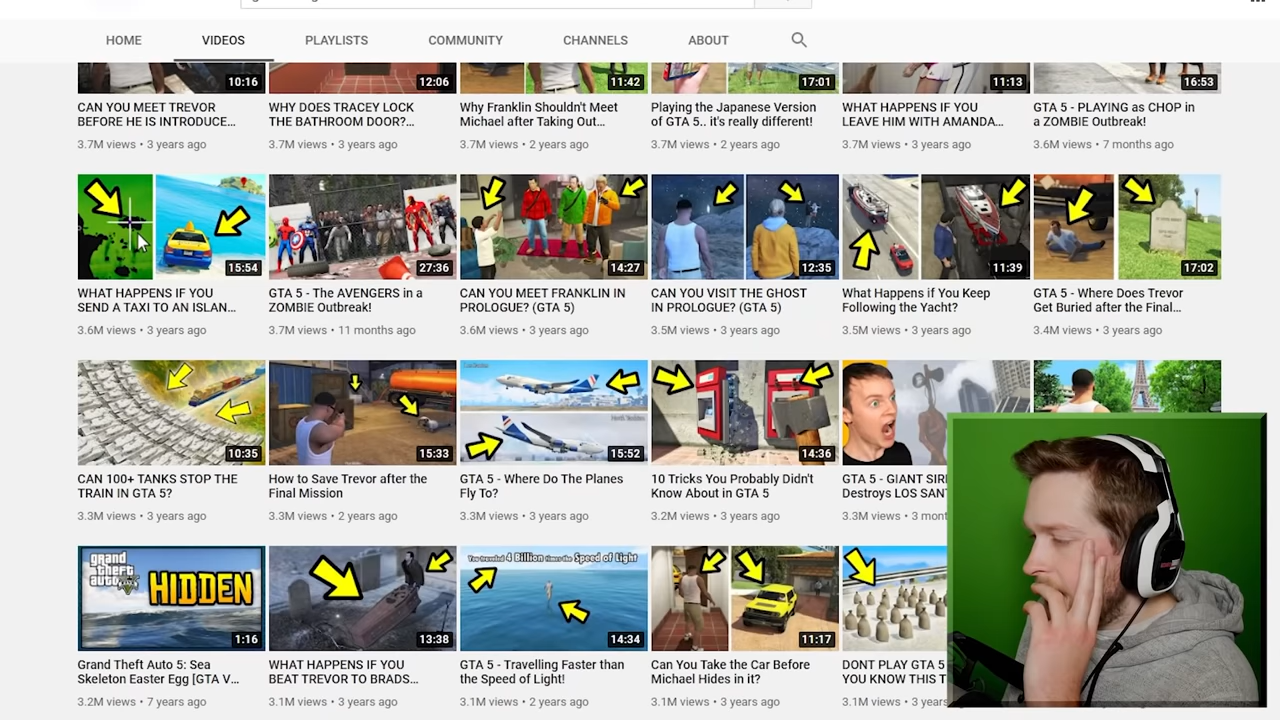 HOME
VIDEOS
PLAYLISTS
COMMUNITY
CHANNELS
ABOUT
10:16
12:06
11:42
17:01
11:13
16:53
CAN YOU MEET TREVOR
BEFORE HE IS INTRODUCE...
3.7M views • 3 years ago
WHY DOES TRACEY LOCK
THE BATHROOM DOOR?...
3.7M views • 3 years ago
Why Franklin Shouldn't Meet
Michael after Taking Out...
3.7M views • 2 years ago
Playing the Japanese Version
of GTA 5.. it's really different!
3.7M views • 2 years ago
WHAT HAPPENS IF YOU
LEAVE HIM WITH AMANDA...
3.7M views • 3 years ago
GTA 5 - PLAYING as CHOP in
a ZOMBIE Outbreak!
3.6M views • 7 months ago
15:54
27:36
14:27
12:35
11:39
17:02
WHAT HAPPENS IF YOU
SEND A TAXI TO AN ISLAN...
3.6M views • 3 years ago
GTA 5 - The AVENGERS in a
ZOMBIE Outbreak!
3.7M views • 11 months ago
CAN YOU MEET FRANKLIN IN
PROLOGUE? (GTA 5)
3.6M views • 3 years ago
CAN YOU VISIT THE GHOST
IN PROLOGUE? (GTA 5)
3.5M views • 3 years ago
What Happens if You Keep
Following the Yacht?
3.5M views • 3 years ago
GTA 5 - Where Does Trevor
Get Buried after the Final...
3.4M views • 3 years ago
10:35
15:33
15:52
14:36
CAN 100+ TANKS STOP THE
TRAIN IN GTA 5?
3.3M views • 3 years ago
How to Save Trevor after the
Final Mission
3.3M views • 2 years ago
GTA 5 - Where Do The Planes
Fly To?
3.3M views • 3 years ago
10 Tricks You Probably Didn't
Know About in GTA 5
3.2M views • 3 years ago
GTA 5 - GIANT SIR
Destroys LOS SAN
3.3M views • 3 mont
grand
theft
auto
HIDDEN
1:16
13:38
You traveled 4 Billion times the Speed of Light
14:34
11:17
Grand Theft Auto 5: Sea
Skeleton Easter Egg [GTA V...
3.2M views • 7 years ago
WHAT HAPPENS IF YOU
BEAT TREVOR TO BRADS...
3.1M views • 3 years ago
GTA 5 - Travelling Faster than
the Speed of Light!
3.1M views • 2 years ago
Can You Take the Car Before
Michael Hides in it?
3.1M views • 3 years ago
DONT PLAY GTA 5
YOU KNOW THIS T
3.1M views • 3 years